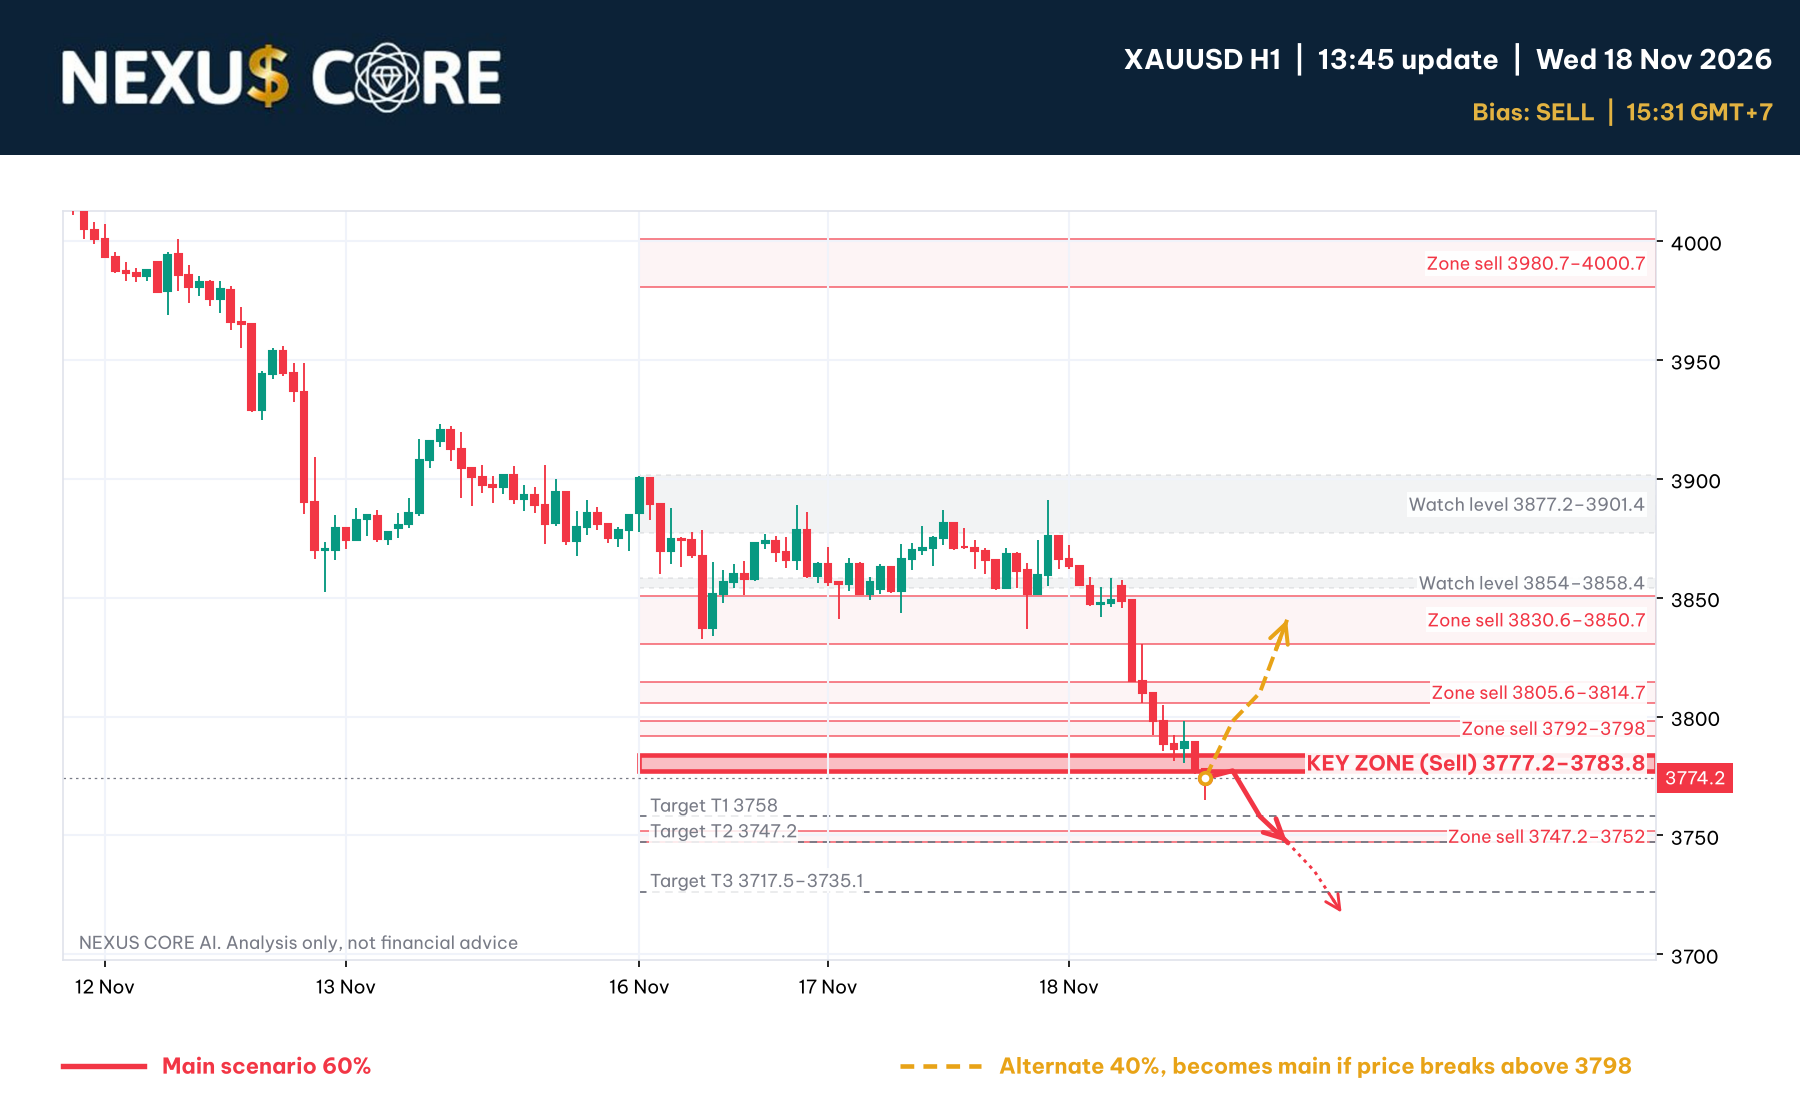 NEXU$ CORE
XAUUSD H1 | 13:45 update | Wed 18 Nov 2026
Bias: SELL | 15:31 GMT+7
4000
Zone sell 3980.7–4000.7
3950
3900
Watch level 3877.2–3901.4
Watch level 3854–3858.4
3850
Zone sell 3830.6–3850.7
Zone sell 3805.6–3814.7
3800
Zone sell 3792–3798
KEY ZONE (Sell) 3777.2–3783.8
3774.2
Target T1 3758
Target T2 3747.2
Zone sell 3747.2–3752
3750
Target T3 3717.5–3735.1
NEXUS CORE AI. Analysis only, not financial advice
3700
12 Nov
13 Nov
16 Nov
17 Nov
18 Nov
Main scenario 60%
Alternate 40%, becomes main if price breaks above 3798